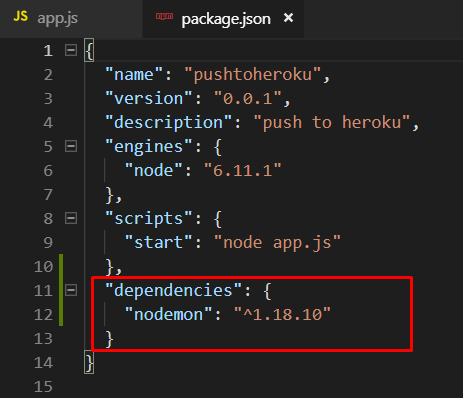 JS app.js npm package.json ×
1 {
2 "name": "pushtoheroku",
3 "version": "0.0.1",
4 "description": "push to heroku",
5 "engines": {
6 "node": "6.11.1"
7 },
8 "scripts": {
9 "start": "node app.js"
10 },
11 "dependencies": {
12 "nodemon": "^1.18.10"
13 }
14 }
15